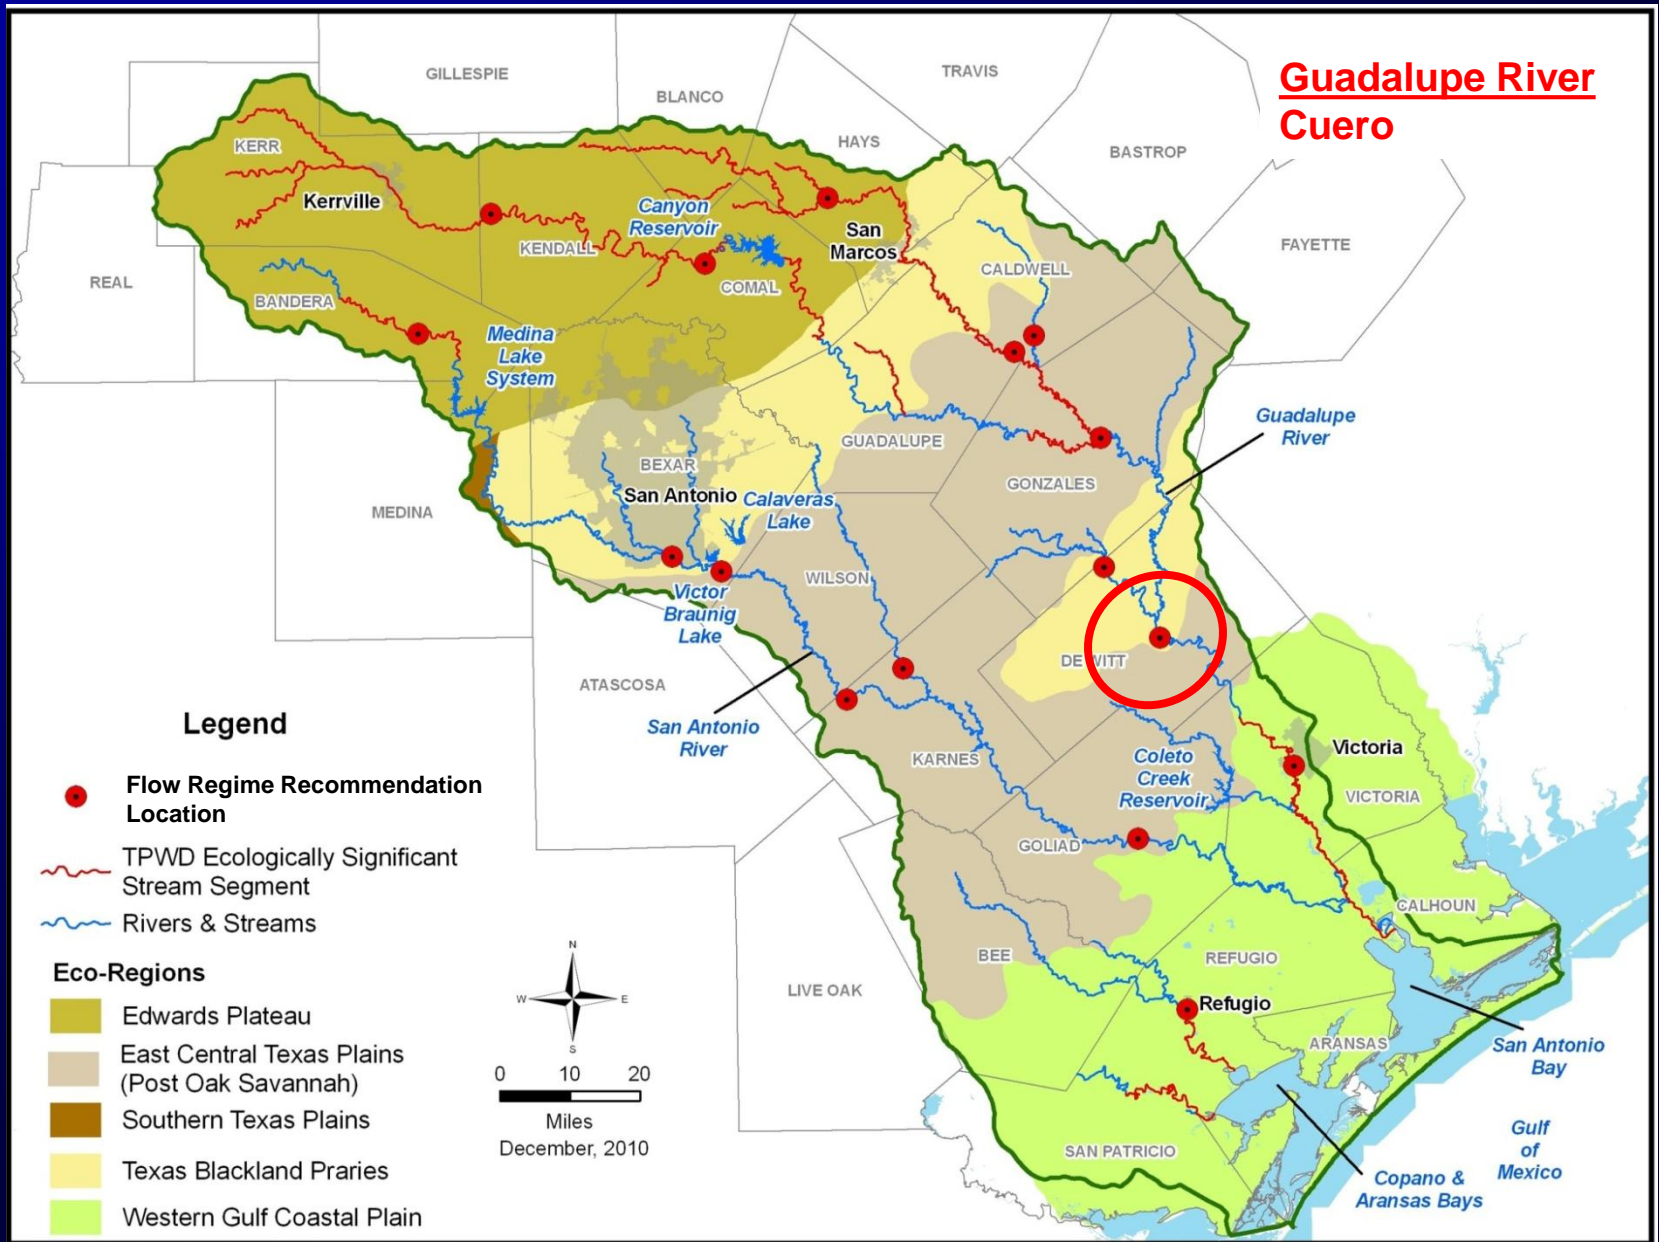 Guadalupe River
Cuero
GILLESPIE
TRAVIS
BLANCO
HAYS
BASTROP
KERR
Kerrville
Canyon
Reservoir
San
Marcos
FAYETTE
KENDALL
REAL
BANDERA
COMAL
CALDWELL
Medina
Lake
System
Guadalupe
River
GUADALUPE
BEXAR
San Antonio
Calaveras
Lake
GONZALES
MEDINA
WILSON
Victor
Braunig
Lake
DEWITT
ATASCOSA
San Antonio
River
KARNES
Coleto
Creek
Reservoir
Victoria
VICTORIA
GOLIAD
CALHOUN
BEE
REFUGIO
LIVE OAK
Refugio
ARANSAS
San Antonio
Bay
SAN PATRICIO
Gulf
of
Mexico
Copano &
Aransas Bays
Legend
Flow Regime Recommendation
Location
TPWD Ecologically Significant
Stream Segment
Rivers & Streams
Eco-Regions
Edwards Plateau
East Central Texas Plains
(Post Oak Savannah)
Southern Texas Plains
Texas Blackland Praries
Western Gulf Coastal Plain
N
W
E
S
0 10 20
Miles
December, 2010